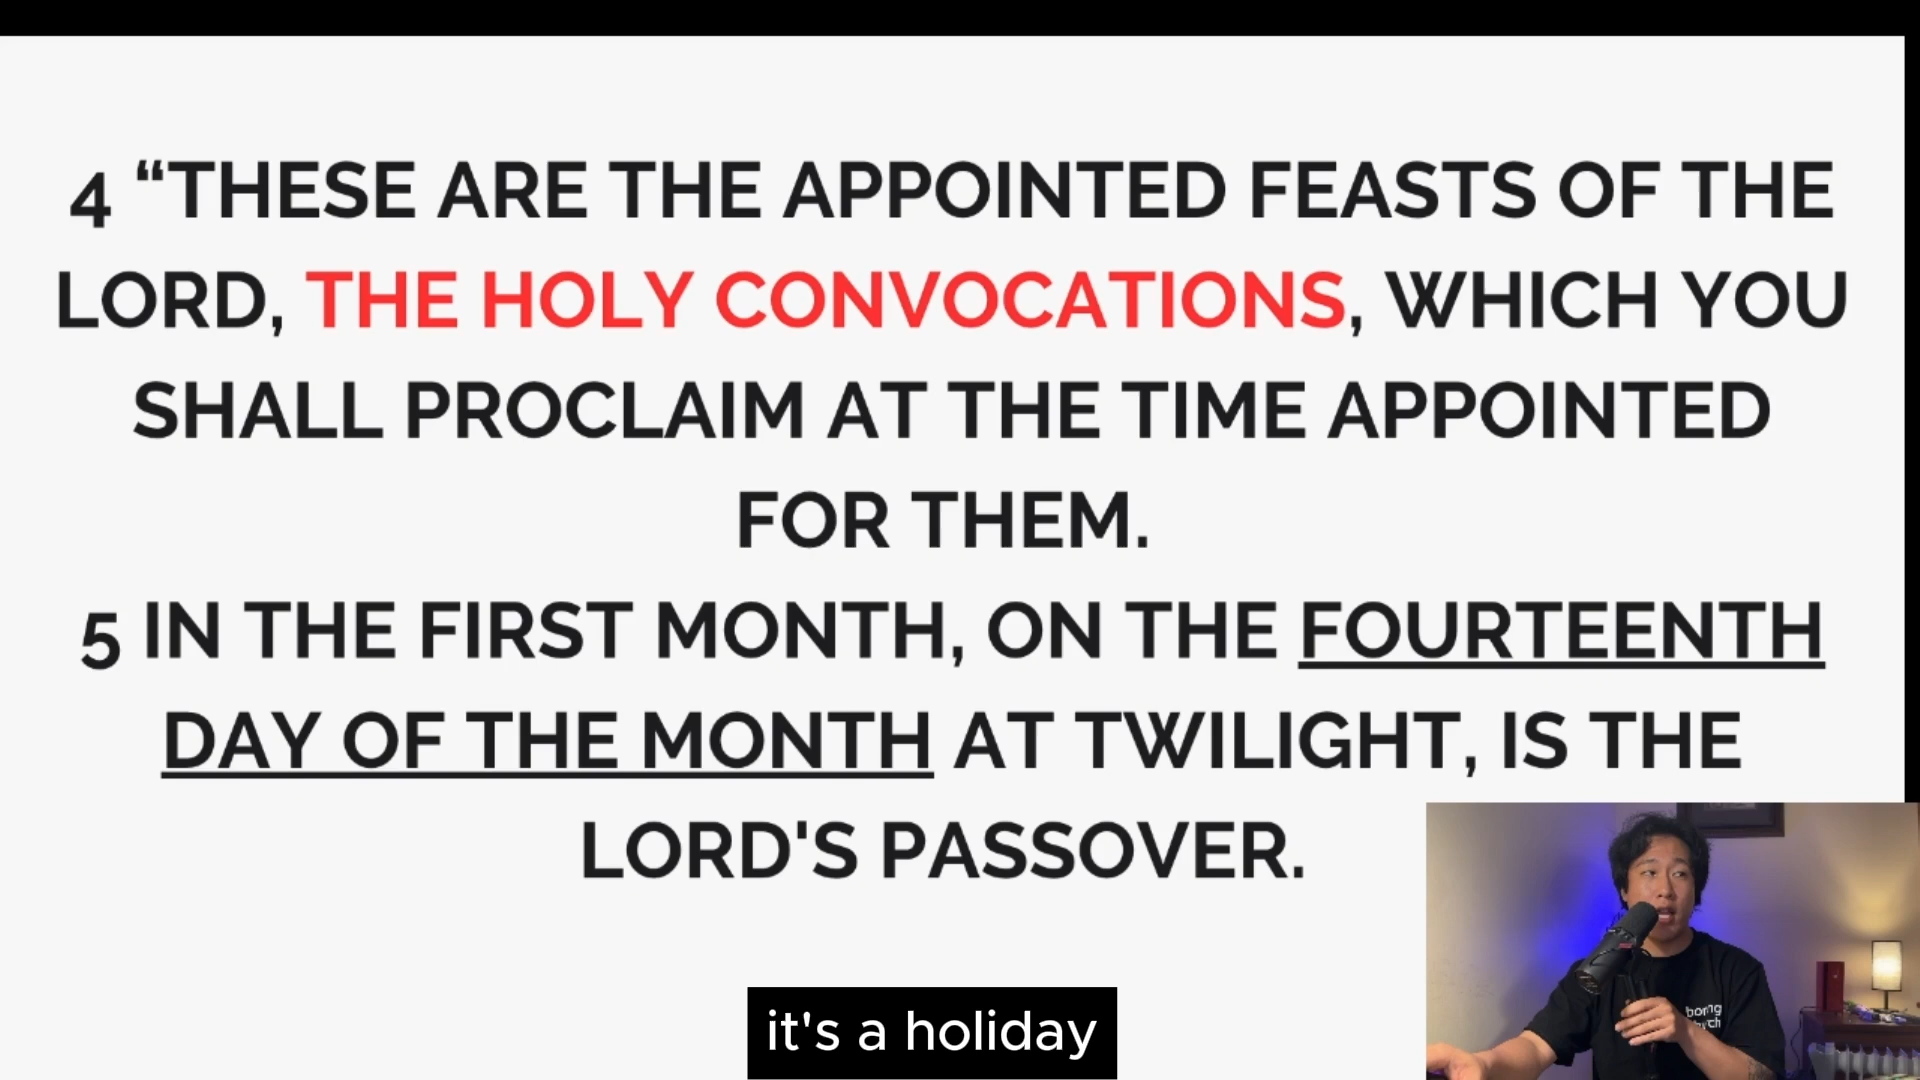 4 “THESE ARE THE APPOINTED FEASTS OF THE
LORD, THE HOLY CONVOCATIONS, WHICH YOU
SHALL PROCLAIM AT THE TIME APPOINTED
FOR THEM.
5 IN THE FIRST MONTH, ON THE FOURTEENTH
DAY OF THE MONTH AT TWILIGHT, IS THE
LORD'S PASSOVER.
it's a holiday